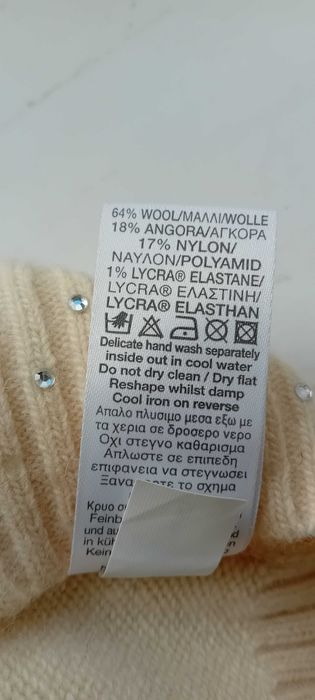 64% WOOL/ΜΑΛΛΙ/WOLLE
18% ANGORA/ΑΓΚΟΡΑ
17% NYLON/
ΝΑΥΛΟΝ/POLYAMID
1% LYCRA® ELASTANE/
LYCRA® ΕΛΑΣΤΙΝΗ/
LYCRA® ELASTHAN
Delicate hand wash separately
inside out in cool water
Do not dry clean / Dry flat
Reshape whilst damp
Cool iron on reverse
Απαλο πλυσιμο μεσα εξω με
τα χερια σε δροσερο νερο
Οχι στεγνο καθαρισμα
Απλωστε σε επιπεδη
επιφανεια να στεγνωσει
το σχημα
Κρυο
und
in